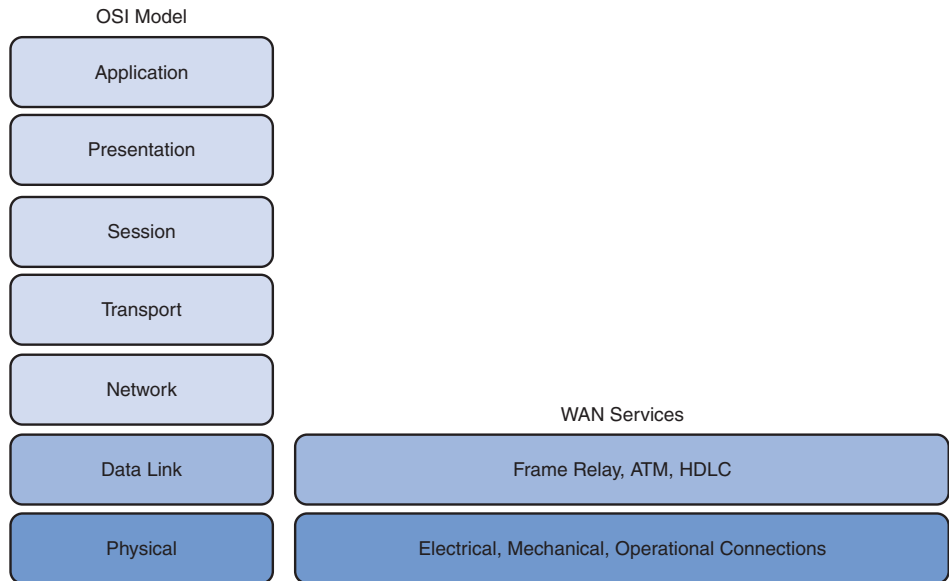 OSI Model
Application
Presentation
Session
Transport
Network
WAN Services
Data Link
Frame Relay, ATM, HDLC
Physical
Electrical, Mechanical, Operational Connections